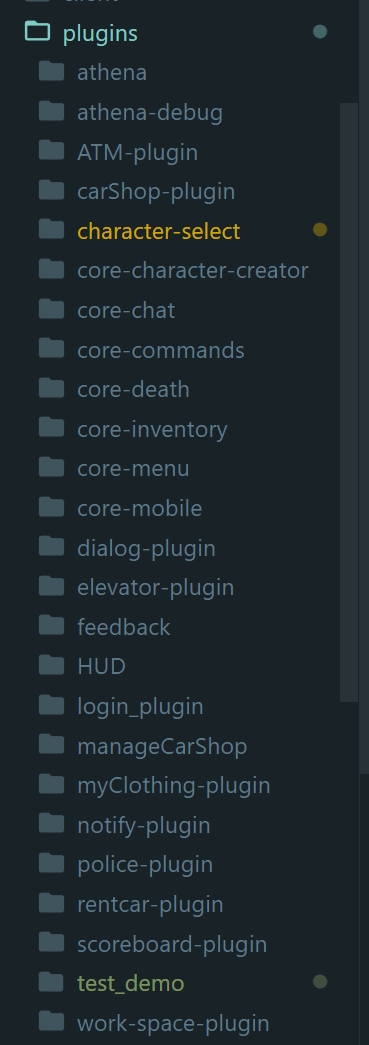 plugins
athena
athena-debug
ATM-plugin
carShop-plugin
character-select
core-character-creator
core-chat
core-commands
core-death
core-inventory
core-menu
core-mobile
dialog-plugin
elevator-plugin
feedback
HUD
login_plugin
manageCarShop
myClothing-plugin
notify-plugin
police-plugin
rentcar-plugin
scoreboard-plugin
test_demo
work-space-plugin